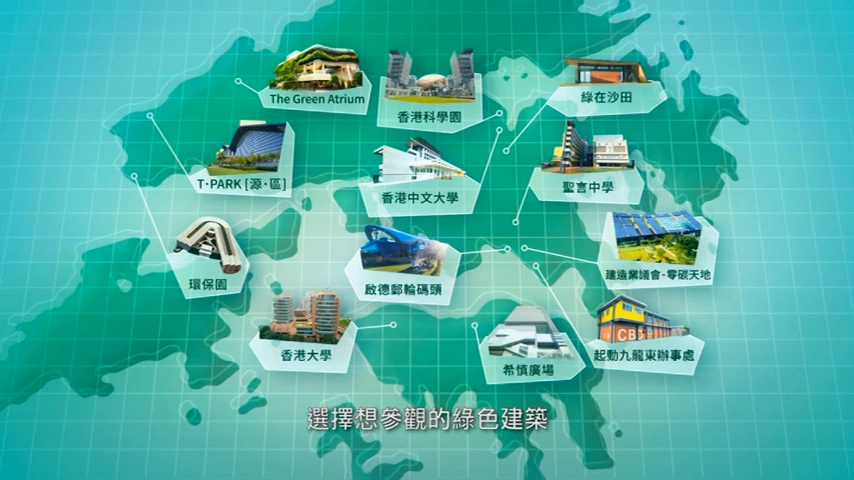 The Green Atrium
香港科學園
綠在沙田
T·PARK [源·區]
香港中文大學
聖言中學
環保園
啟德郵輪碼頭
建造業議會-零碳天地
香港大學
希慎廣場
CB
起動九龍東辦事處
選擇想參觀的綠色建築